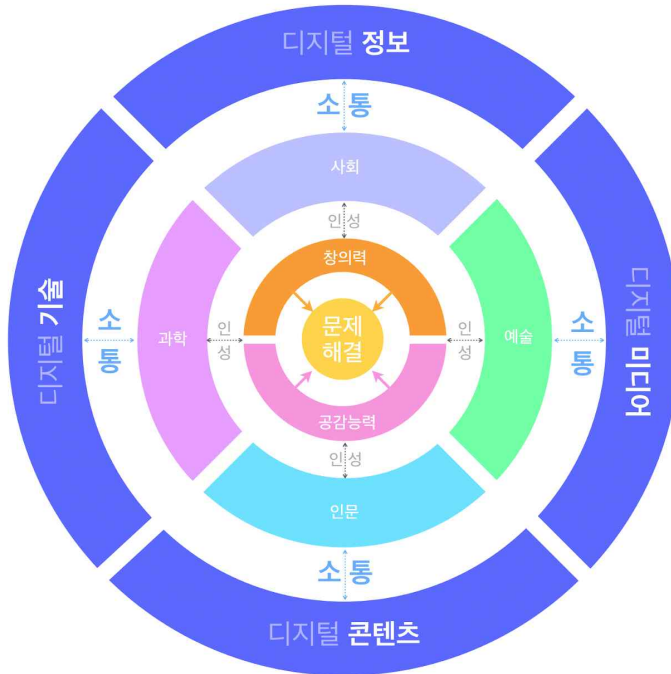 디지털 정보
소 통
사회
인 성
창의력
디지털 기술
소
통
과학
인
성
문제
해결
인
성
예술
소
통
디지털 미디어
공감능력
인 성
인문
소 통
디지털 콘텐츠